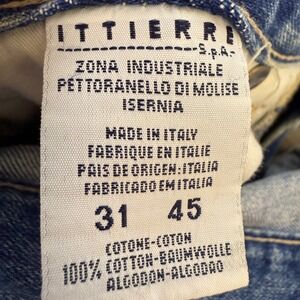 ITTIERRE
S.p.A.
ZONA INDUSTRIALE
PETTORANELLO DI MOLISE
ISERNIA
MADE IN ITALY
FABRIQUE EN ITALIE
PAIS DE ORIGEN:ITALIA
FABRICADO EM ITALIA
31 45
100% COTONE-COTON
COTTON-BAUMWOLLE
ALGODON-ALGODAO